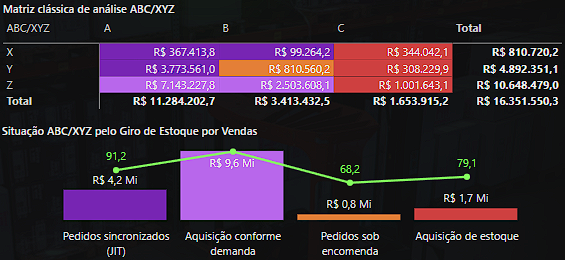 Matriz clássica de análise ABC/XYZ
ABC/XYZ A B C Total
X R$ 367.413,8 R$ 99.264,2 R$ 344.042,1 R$ 810.720,2
Y R$ 3.773.561,0 R$ 810.560,2 R$ 308.229,9 R$ 4.892.351,1
Z R$ 7.143.227,8 R$ 2.503.608,1 R$ 1.001.643,1 R$ 10.648.479,0
Total R$ 11.284.202,7 R$ 3.413.432,5 R$ 1.653.915,2 R$ 16.351.550,3
Situação ABC/XYZ pelo Giro de Estoque por Vendas
91,2 68,2 79,1
R$ 4,2 Mi R$ 9,6 Mi R$ 0,8 Mi R$ 1,7 Mi
Pedidos sincronizados Aquisição conforme Pedidos sob Aquisição de estoque
(JIT) demanda encomenda